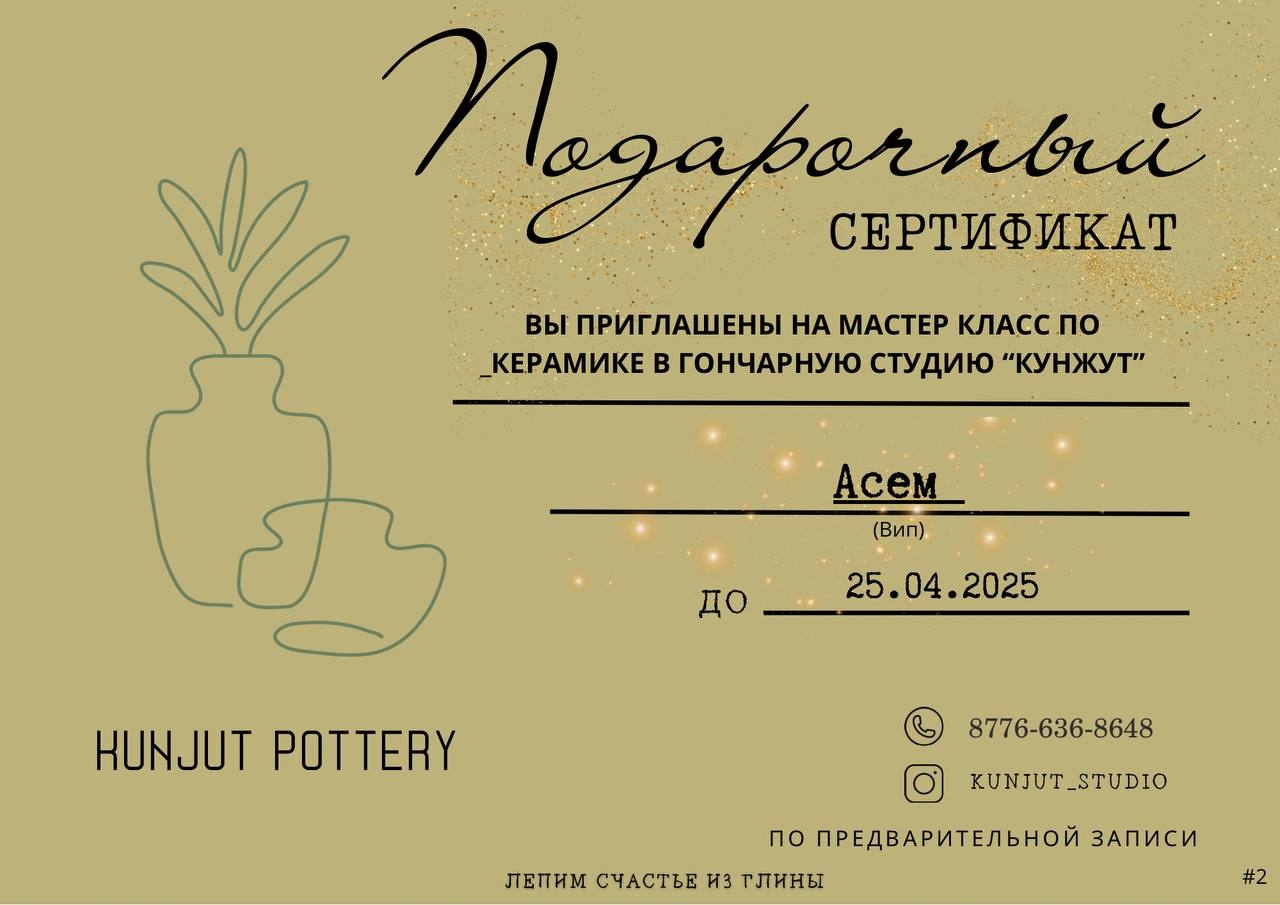 Подарочный
СЕРТИФИКАТ
ВЫ ПРИГЛАШЕНЫ НА МАСТЕР КЛАСС ПО
_КЕРАМИКЕ В ГОНЧАРНУЮ СТУДИЮ “КУНЖУТ”
Асем
(Вип)
ДО 25.04.2025
KUNJUT POTTERY
8776-636-8648
KUNJUT_STUDIO
ПО ПРЕДВАРИТЕЛЬНОЙ ЗАПИСИ
ЛЕПИМ СЧАСТЬЕ ИЗ ГЛИНЫ
#2